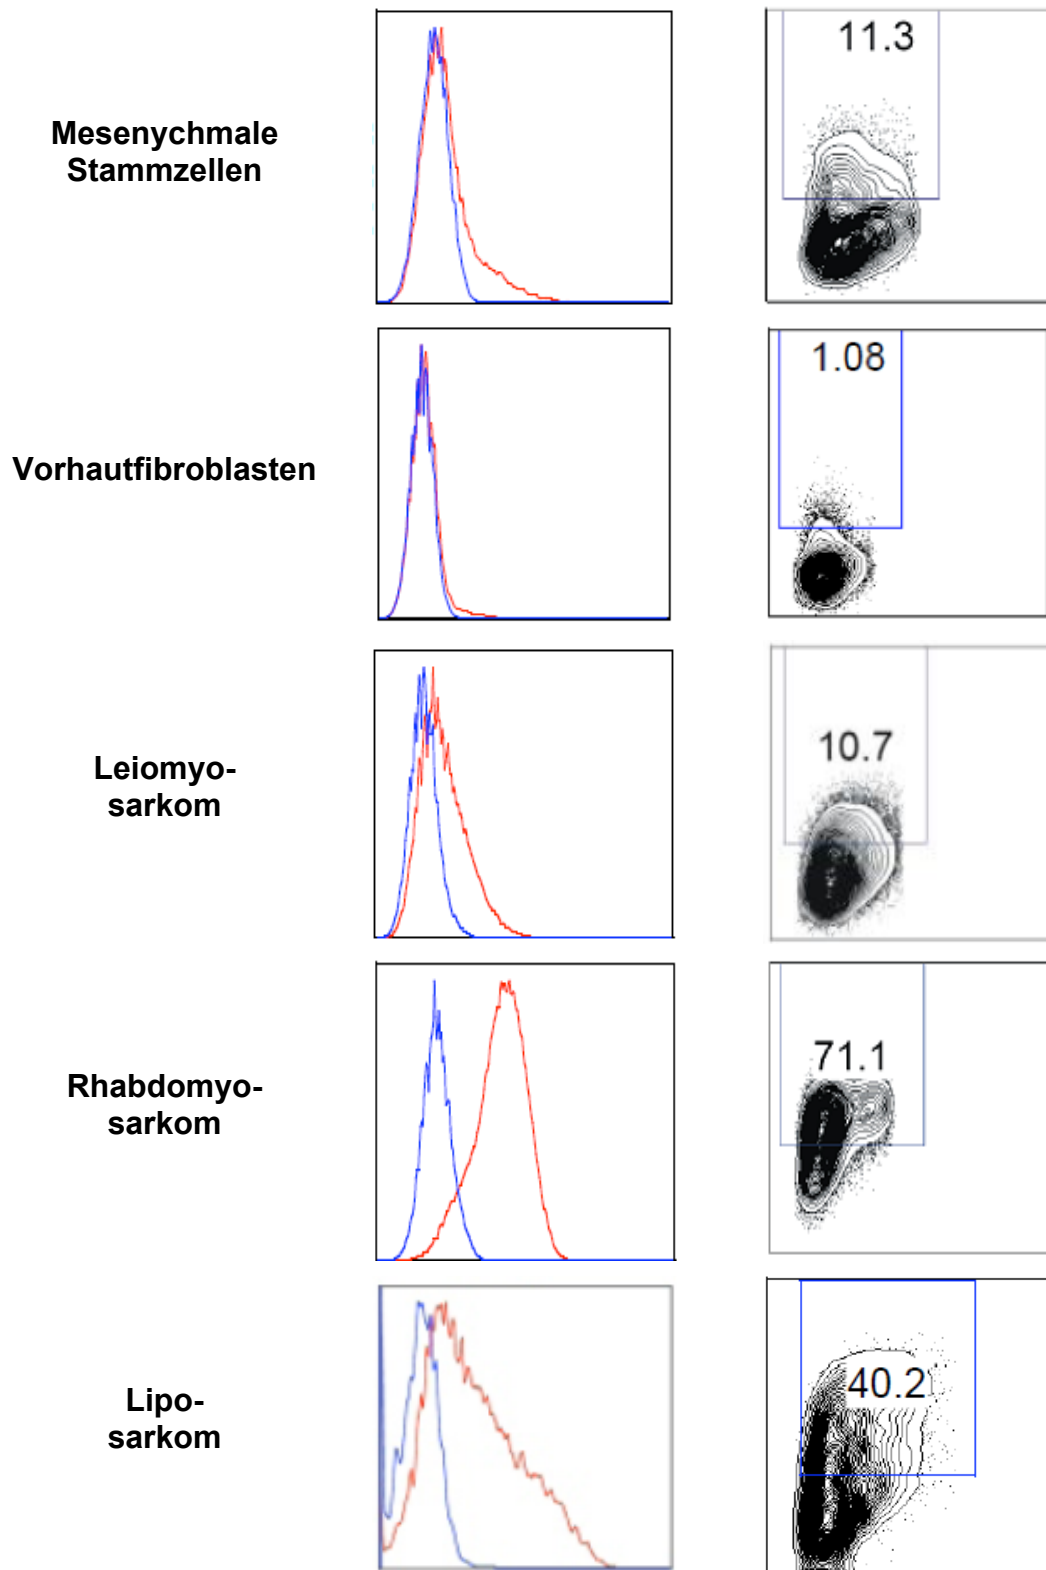 11.3
Mesenychmale
Stammzellen
1.08
Vorhautfibroblasten
10.7
Leiomyo-
sarkom
71.1
Rhabdomyo-
sarkom
40.2
Lipo-
sarkom